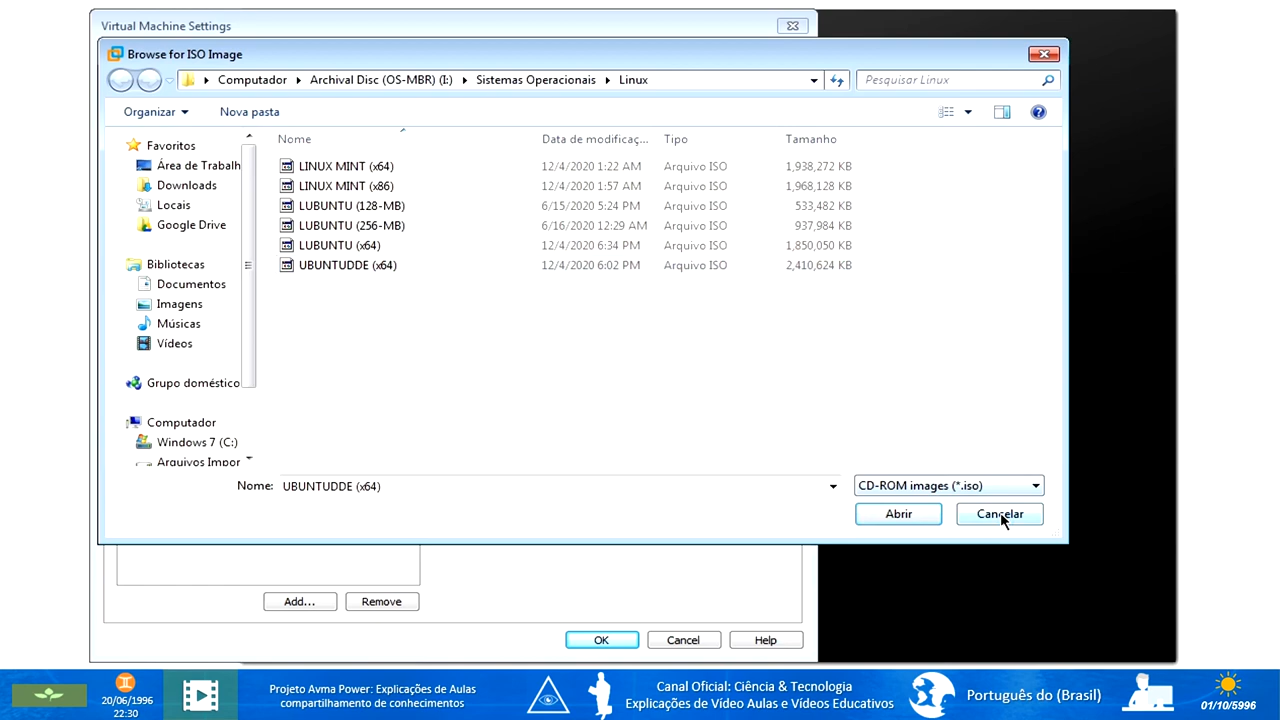 Virtual Machine Settings
Browse for ISO Image
Computador Archival Disc (OS-MBR) (I:) Sistemas Operacionais Linux
Pesquisar Linux
Organizar Nova pasta
Nome Data de modificaç... Tipo Tamanho
Favoritos
Área de Trabalh
Downloads
Locais
Google Drive
Bibliotecas
Documentos
Imagens
Músicas
Vídeos
Grupo doméstico
Computador
Windows 7 (C:)
Arquivos Impor
LINUX MINT (x64) 12/4/2020 1:22 AM Arquivo ISO 1,938,272 KB
LINUX MINT (x86) 12/4/2020 1:57 AM Arquivo ISO 1,968,128 KB
LUBUNTU (128-MB) 6/15/2020 5:24 PM Arquivo ISO 533,482 KB
LUBUNTU (256-MB) 6/16/2020 12:29 AM Arquivo ISO 937,984 KB
LUBUNTU (x64) 12/4/2020 6:34 PM Arquivo ISO 1,850,050 KB
UBUNTUDDE (x64) 12/4/2020 6:02 PM Arquivo ISO 2,410,624 KB
Nome: UBUNTUDDE (x64)
CD-ROM images (*.iso)
Abrir Cancelar
Add... Remove
OK Cancel Help
20/06/1996
22:30
Projeto Avma Power: Explicações de Aulas
compartilhamento de conhecimentos
Canal Oficial: Ciência & Tecnologia
Explicações de Vídeo Aulas e Vídeos Educativos
Português do (Brasil)
01/10/5996